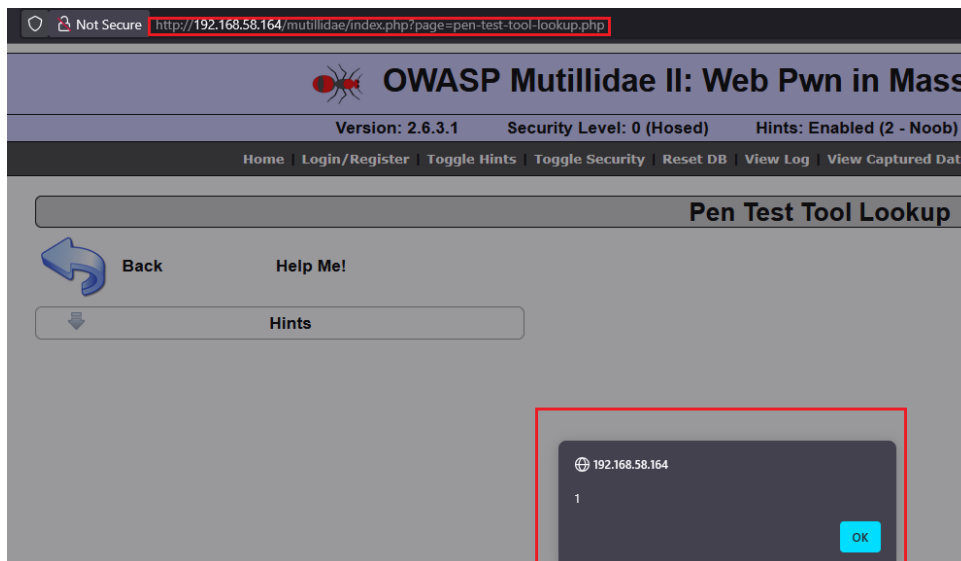 Not Secure http://192.168.58.164/mutillidae/index.php?page=pen-test-tool-lookup.php
OWASP Mutillidae II: Web Pwn in Mass
Version: 2.6.3.1 Security Level: 0 (Hosed) Hints: Enabled (2 - Noob)
Home | Login/Register | Toggle Hints | Toggle Security | Reset DB | View Log | View Captured Dat
Pen Test Tool Lookup
Back Help Me!
Hints
192.168.58.164
1
OK